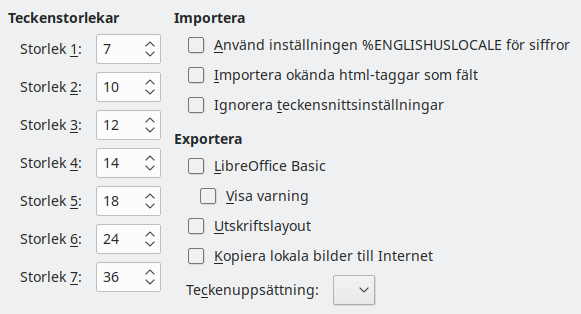 Teckenstorlekar
Storlek 1: 7
Storlek 2: 10
Storlek 3: 12
Storlek 4: 14
Storlek 5: 18
Storlek 6: 24
Storlek 7: 36
Importera
Använd inställningen %ENGLISHUSLOCALE för siffror
Importera okända html-taggar som fält
Ignorera teckensnittsinställningar
Exportera
LibreOffice Basic
Visa varning
Utskriftslayout
Kopiera lokala bilder till Internet
Teckenuppsättning: